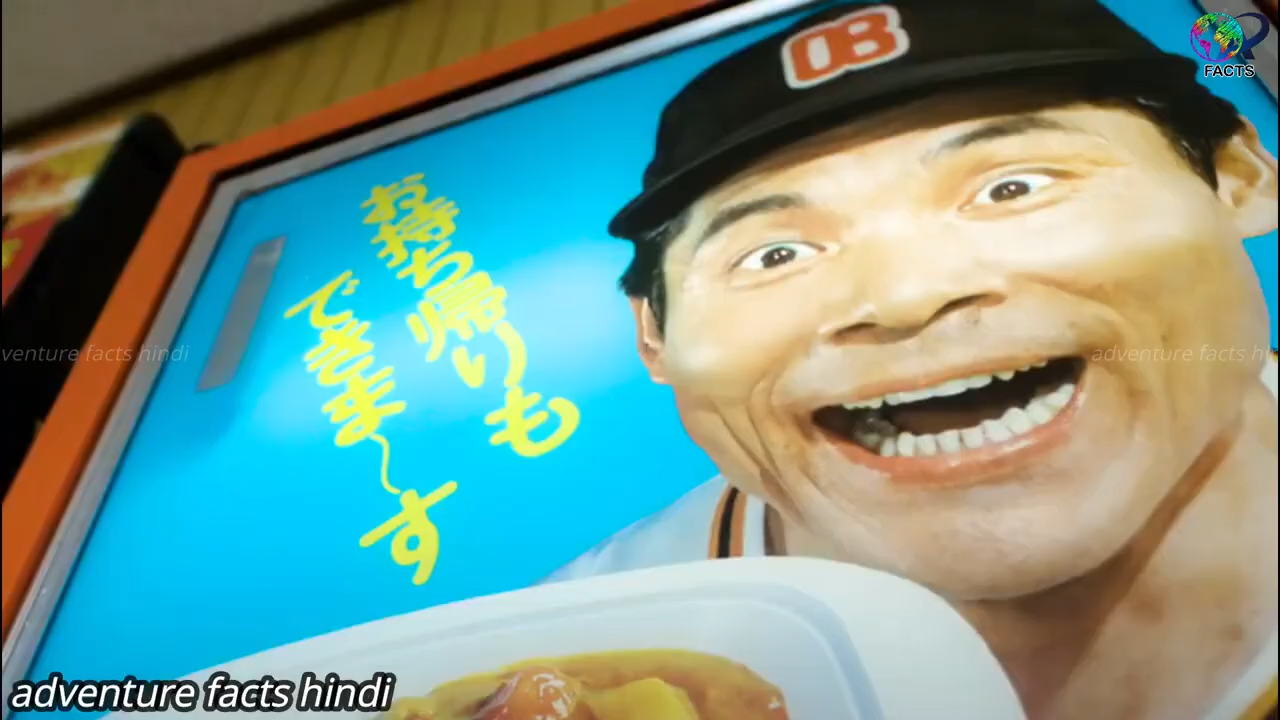 OB
FACTS
お持ち帰りも
できま〜す
venture facts hindi
adventure facts hi
adventure facts hindi